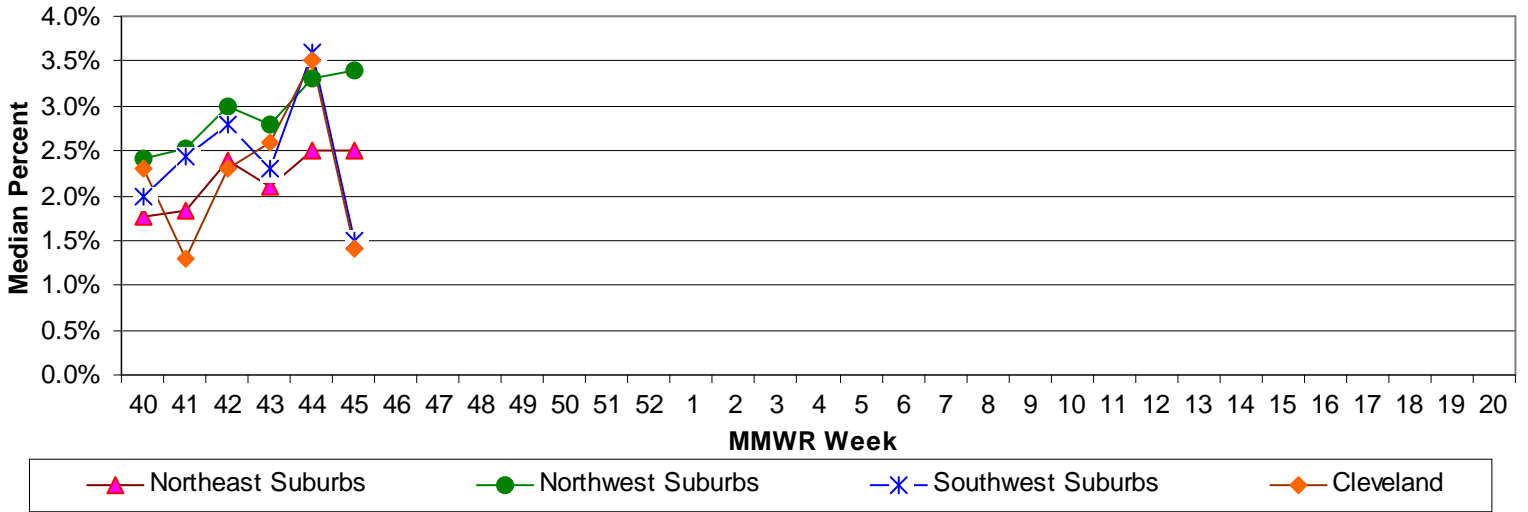 4.0%
3.5%
3.0%
2.5%
2.0%
1.5%
1.0%
0.5%
0.0%
Median Percent
40 41 42 43 44 45 46 47 48 49 50 51 52 1 2 3 4 5 6 7 8 9 10 11 12 13 14 15 16 17 18 19 20
MMWR Week
Northeast Suburbs Northwest Suburbs Southwest Suburbs Cleveland